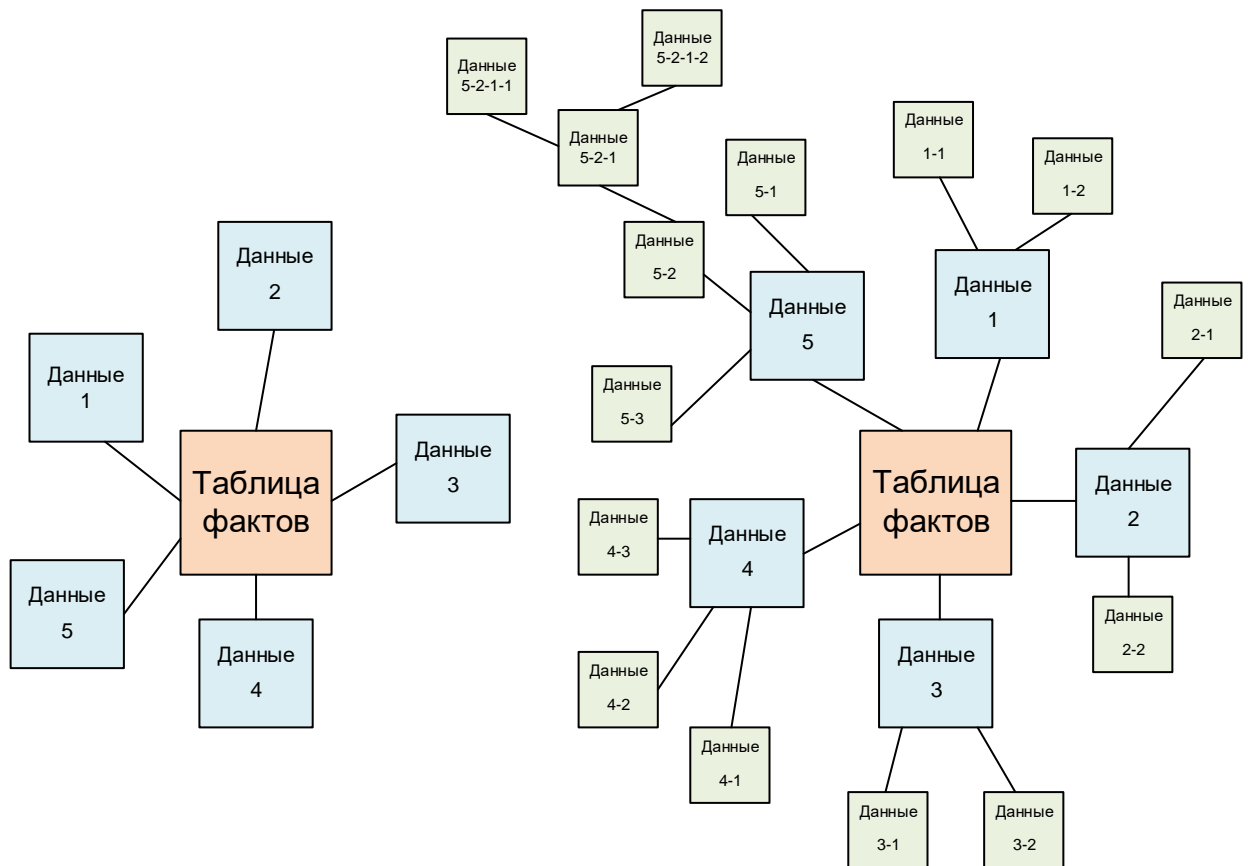 Данные
2
Данные
1
Данные
3
Таблица
фактов
Данные
5
Данные
4
Данные
5-2-1-1
Данные
5-2-1-2
Данные
5-2-1
Данные
5-1
Данные
5-2
Данные
5-3
Данные
5
Данные
1-1
Данные
1-2
Данные
1
Данные
2-1
Таблица
фактов
Данные
2
Данные
2-2
Данные
4-3
Данные
4
Данные
4-2
Данные
4-1
Данные
3
Данные
3-1
Данные
3-2